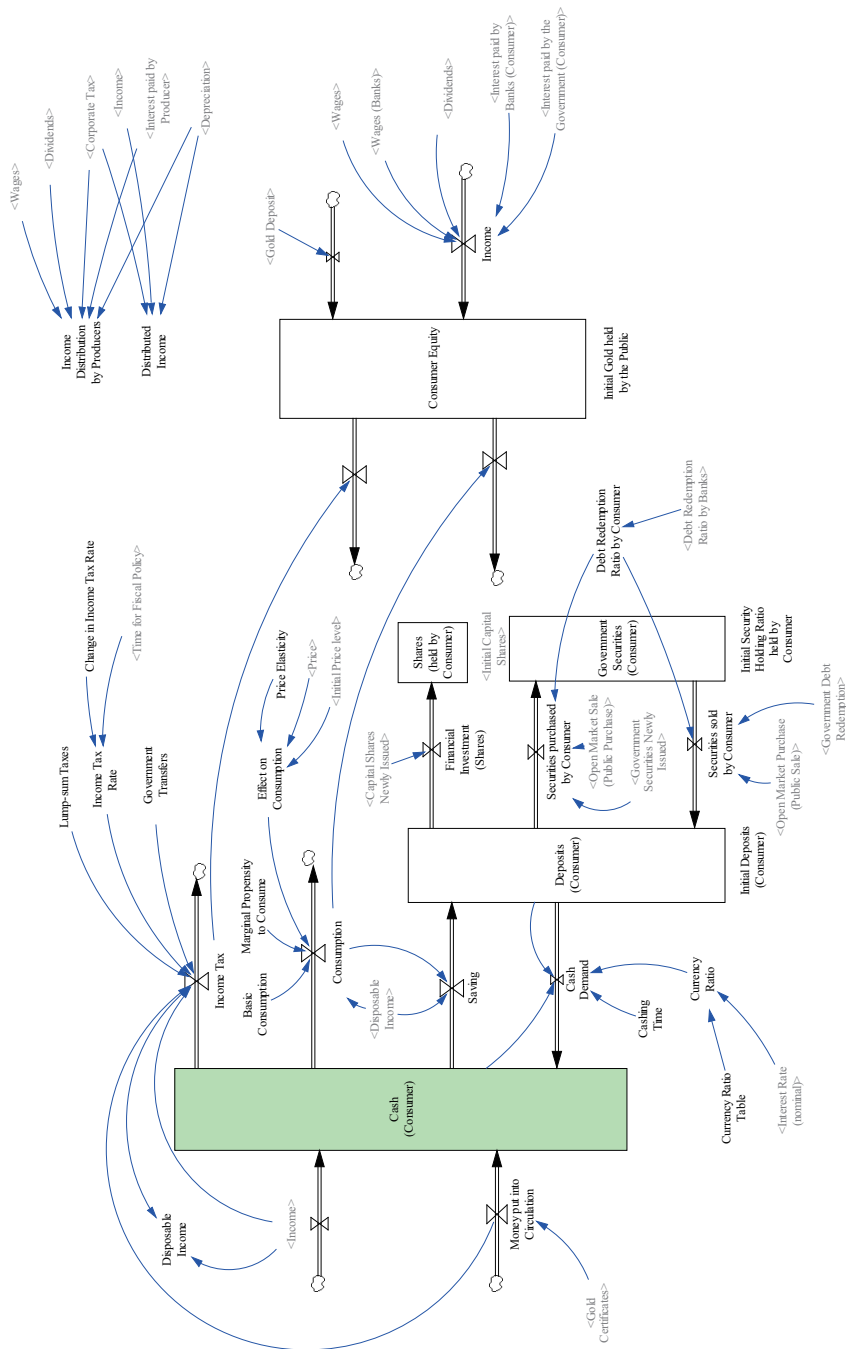 <Wages>
<Dividends>
<Corporate Tax>
<Income>
<Interest paid by
Producer>
<Depreciation>
Income
Distribution
by Producers
Distributed
Income
Lump-sum Taxes
Change in Income Tax Rate
Income Tax
Rate
<Time for Fiscal Policy>
Government
Transfers
Disposable
Income
Income Tax
<Income>
Basic
Consumption
Marginal Propensity
to Consume
Effect on
Consumption
Price Elasticity
<Price>
<Initial Price level>
Consumption
<Gold Deposit>
<Wages>
<Wages (Banks)>
<Dividends>
<Interest paid by
Banks (Consumer)>
<Interest paid by the
Government (Consumer)>
Income
Cash
(Consumer)
<Disposable
Income>
Saving
Consumer Equity
<Capital Shares
Newly Issued>
Financial
Investment
(Shares)
Shares
(held by
Consumer)
<Initial Capital
Shares>
Money put into
Circulation
<Gold
Certificates>
Cash
Demand
Deposits
(Consumer)
Securities purchased
by Consumer
<Open Market Sale
(Public Purchase)>
<Government
Securities Newly
Issued>
Government
Securities
(Consumer)
Debt Redemption
Ratio by Consumer
<Debt Redemption
Ratio by Banks>
Initial Gold held
by the Public
Cashing
Time
Currency
Ratio
Currency Ratio
Table
<Interest Rate
(nominal)>
Initial Deposits
(Consumer)
Securities sold
by Consumer
<Open Market Purchase
(Public Sale)>
<Government Debt
Redemption>
Initial Security
Holding Ratio
held by
Consumer